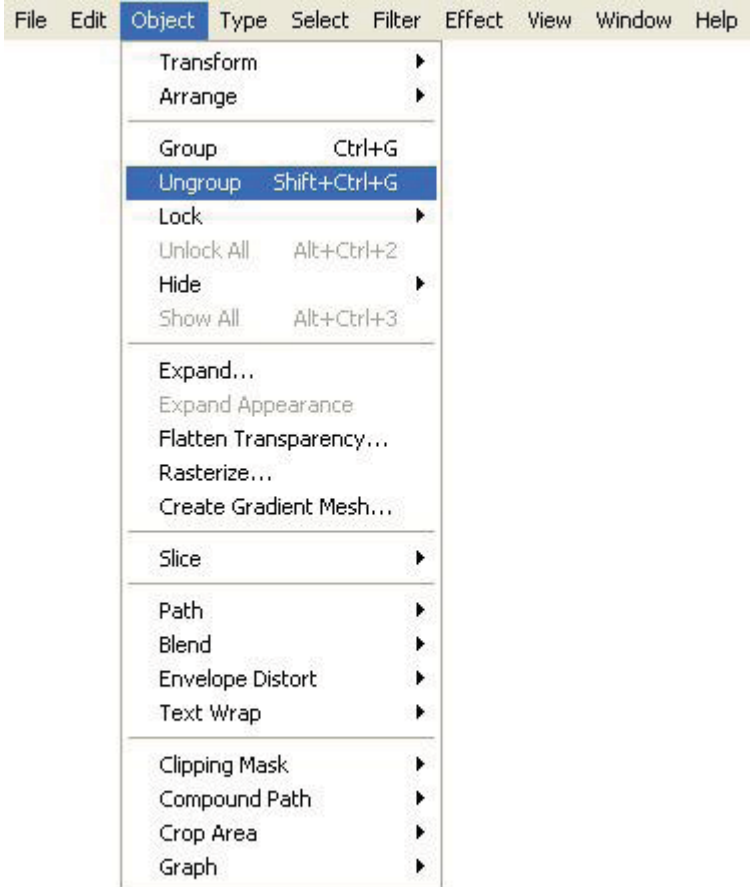 File Edit Object Type Select Filter Effect View Window Help
Transform
Arrange
Group Ctrl+G
Ungroup Shift+Ctrl+G
Lock
Unlock All Alt+Ctrl+2
Hide
Show All Alt+Ctrl+3
Expand...
Expand Appearance
Flatten Transparency...
Rasterize...
Create Gradient Mesh...
Slice
Path
Blend
Envelope Distort
Text Wrap
Clipping Mask
Compound Path
Crop Area
Graph